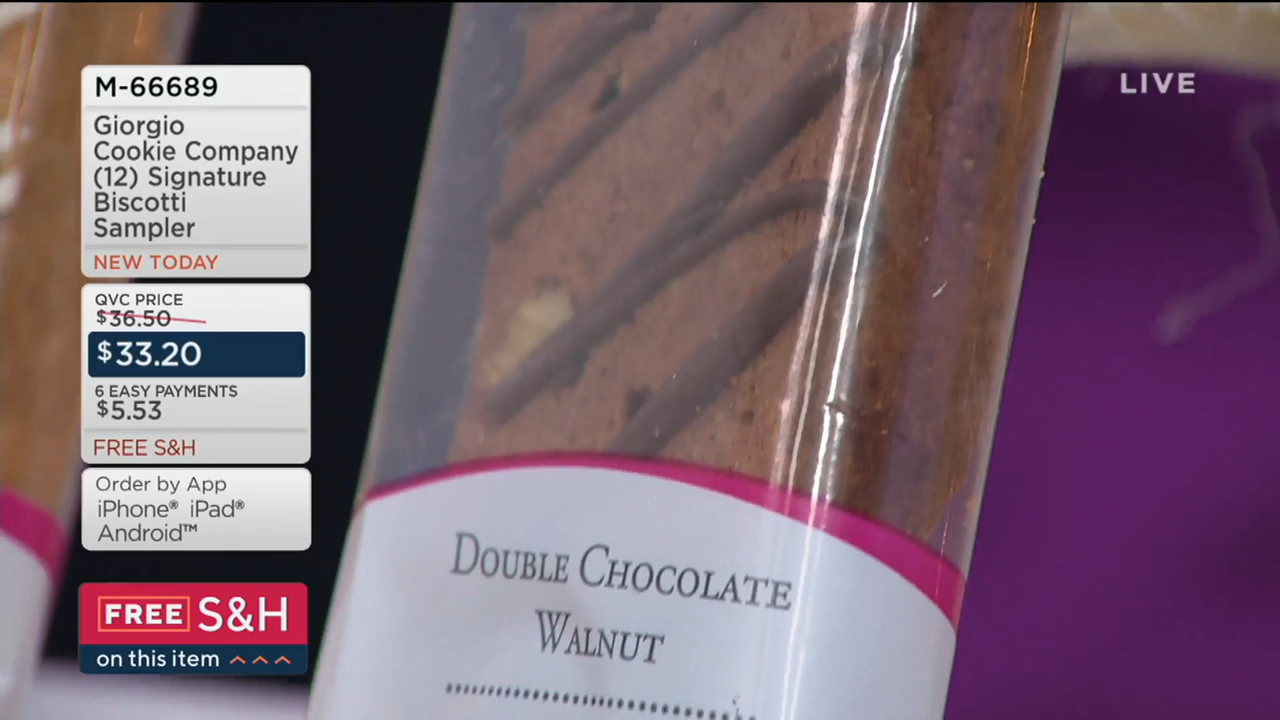 M-66689
Giorgio
Cookie Company
(12) Signature
Biscotti
Sampler
NEW TODAY
QVC PRICE
$36.50
$33.20
6 EASY PAYMENTS
$5.53
FREE S&H
Order by App
iPhone® iPad®
Android™
FREE S&H
on this item
LIVE
DOUBLE CHOCOLATE
WALNUT